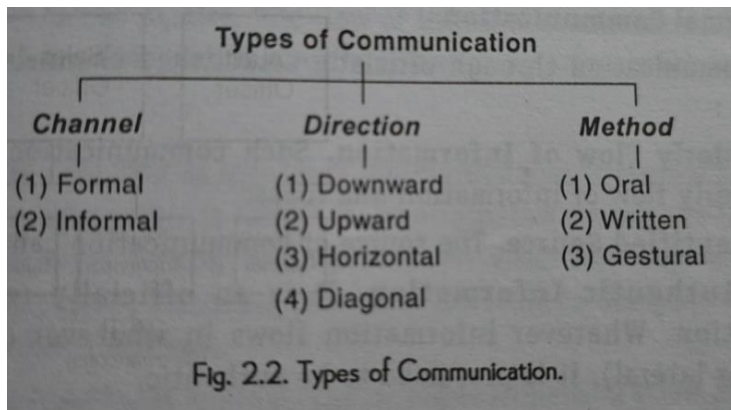 Types of Communication
Channel
(1) Formal
(2) Informal
Direction
(1) Downward
(2) Upward
(3) Horizontal
(4) Diagonal
Method
(1) Oral
(2) Written
(3) Gestural
Fig. 2.2. Types of Communication.